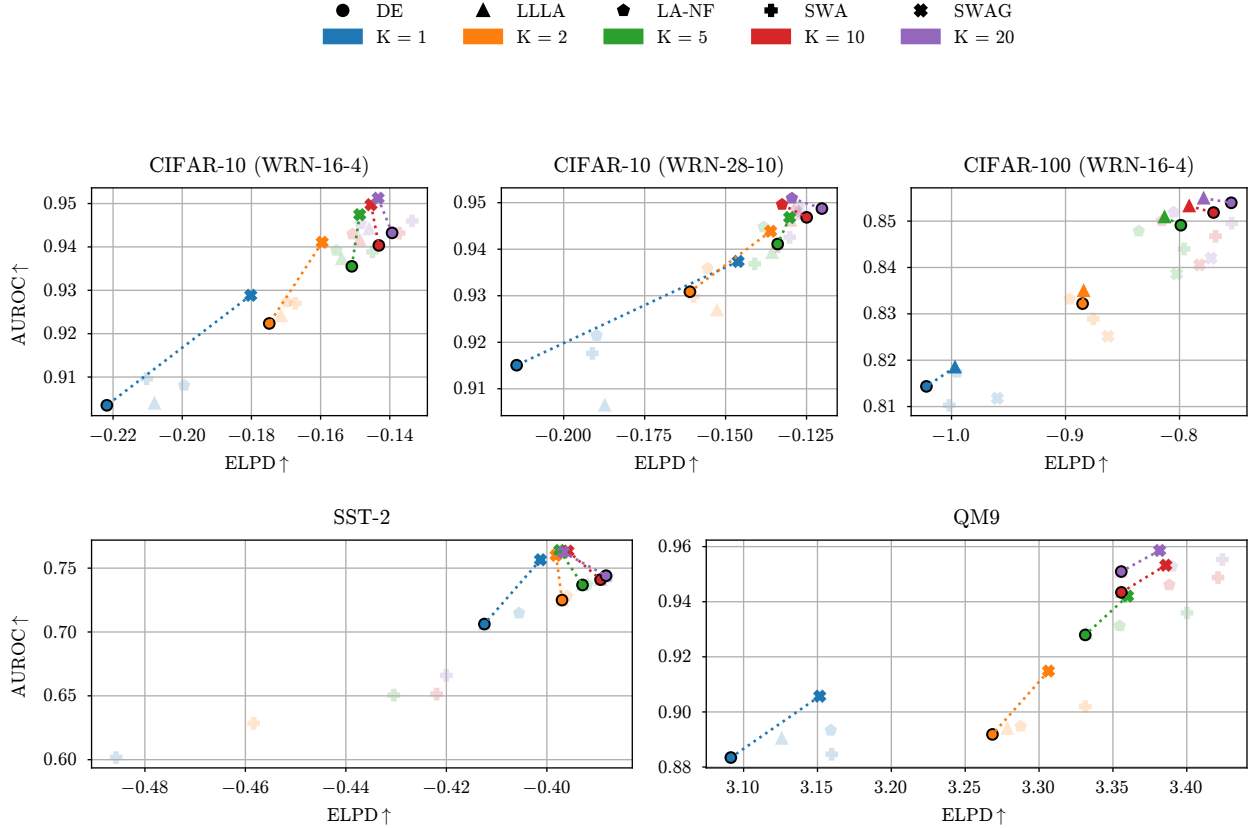 DE LLLA LA-NF SWA SWAG
K = 1 K = 2 K = 5 K = 10 K = 20
CIFAR-10 (WRN-16-4) CIFAR-10 (WRN-28-10) CIFAR-100 (WRN-16-4)
AUROC↑
0.95
0.94
0.93
0.92
0.91
−0.22 −0.20 −0.18 −0.16 −0.14
ELPD↑
0.95
0.94
0.93
0.92
0.91
−0.200 −0.175 −0.150 −0.125
ELPD↑
0.85
0.84
0.83
0.82
0.81
−1.0 −0.9 −0.8
ELPD↑
SST-2 QM9
AUROC↑
0.75
0.70
0.65
0.60
−0.48 −0.46 −0.44 −0.42 −0.40
ELPD↑
0.96
0.94
0.92
0.90
0.88
3.10 3.15 3.20 3.25 3.30 3.35 3.40
ELPD↑